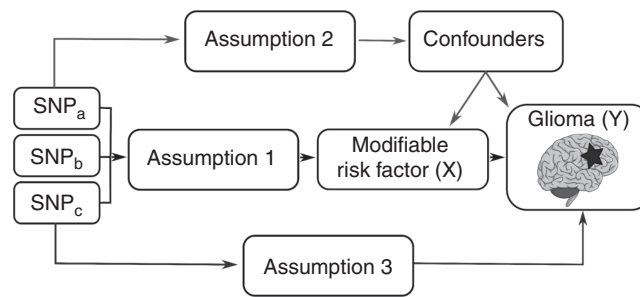 Assumption 2
Confounders
SNPa
SNPb
SNPc
Assumption 1
Modifiable
risk factor (X)
Glioma (Y)
Assumption 3